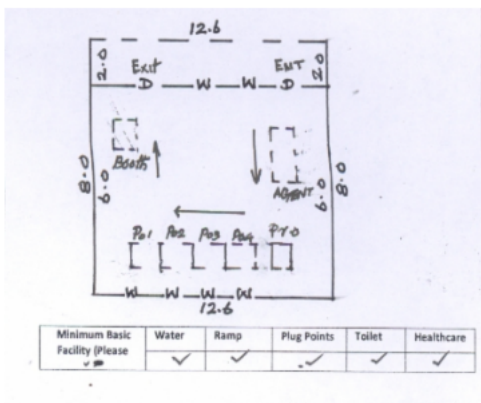 12.6
2.0 Exit ENT 2.0
D W W D
Booth
AGENT
8.0 6.0 6.0 8.0
Po1 Po2 Po3 Po4 PrO
W W W W
12.6
Minimum Basic Facility (Please Water Ramp Plug Points Toilet Healthcare
✓ ✓ ✓ ✓ ✓ ✓